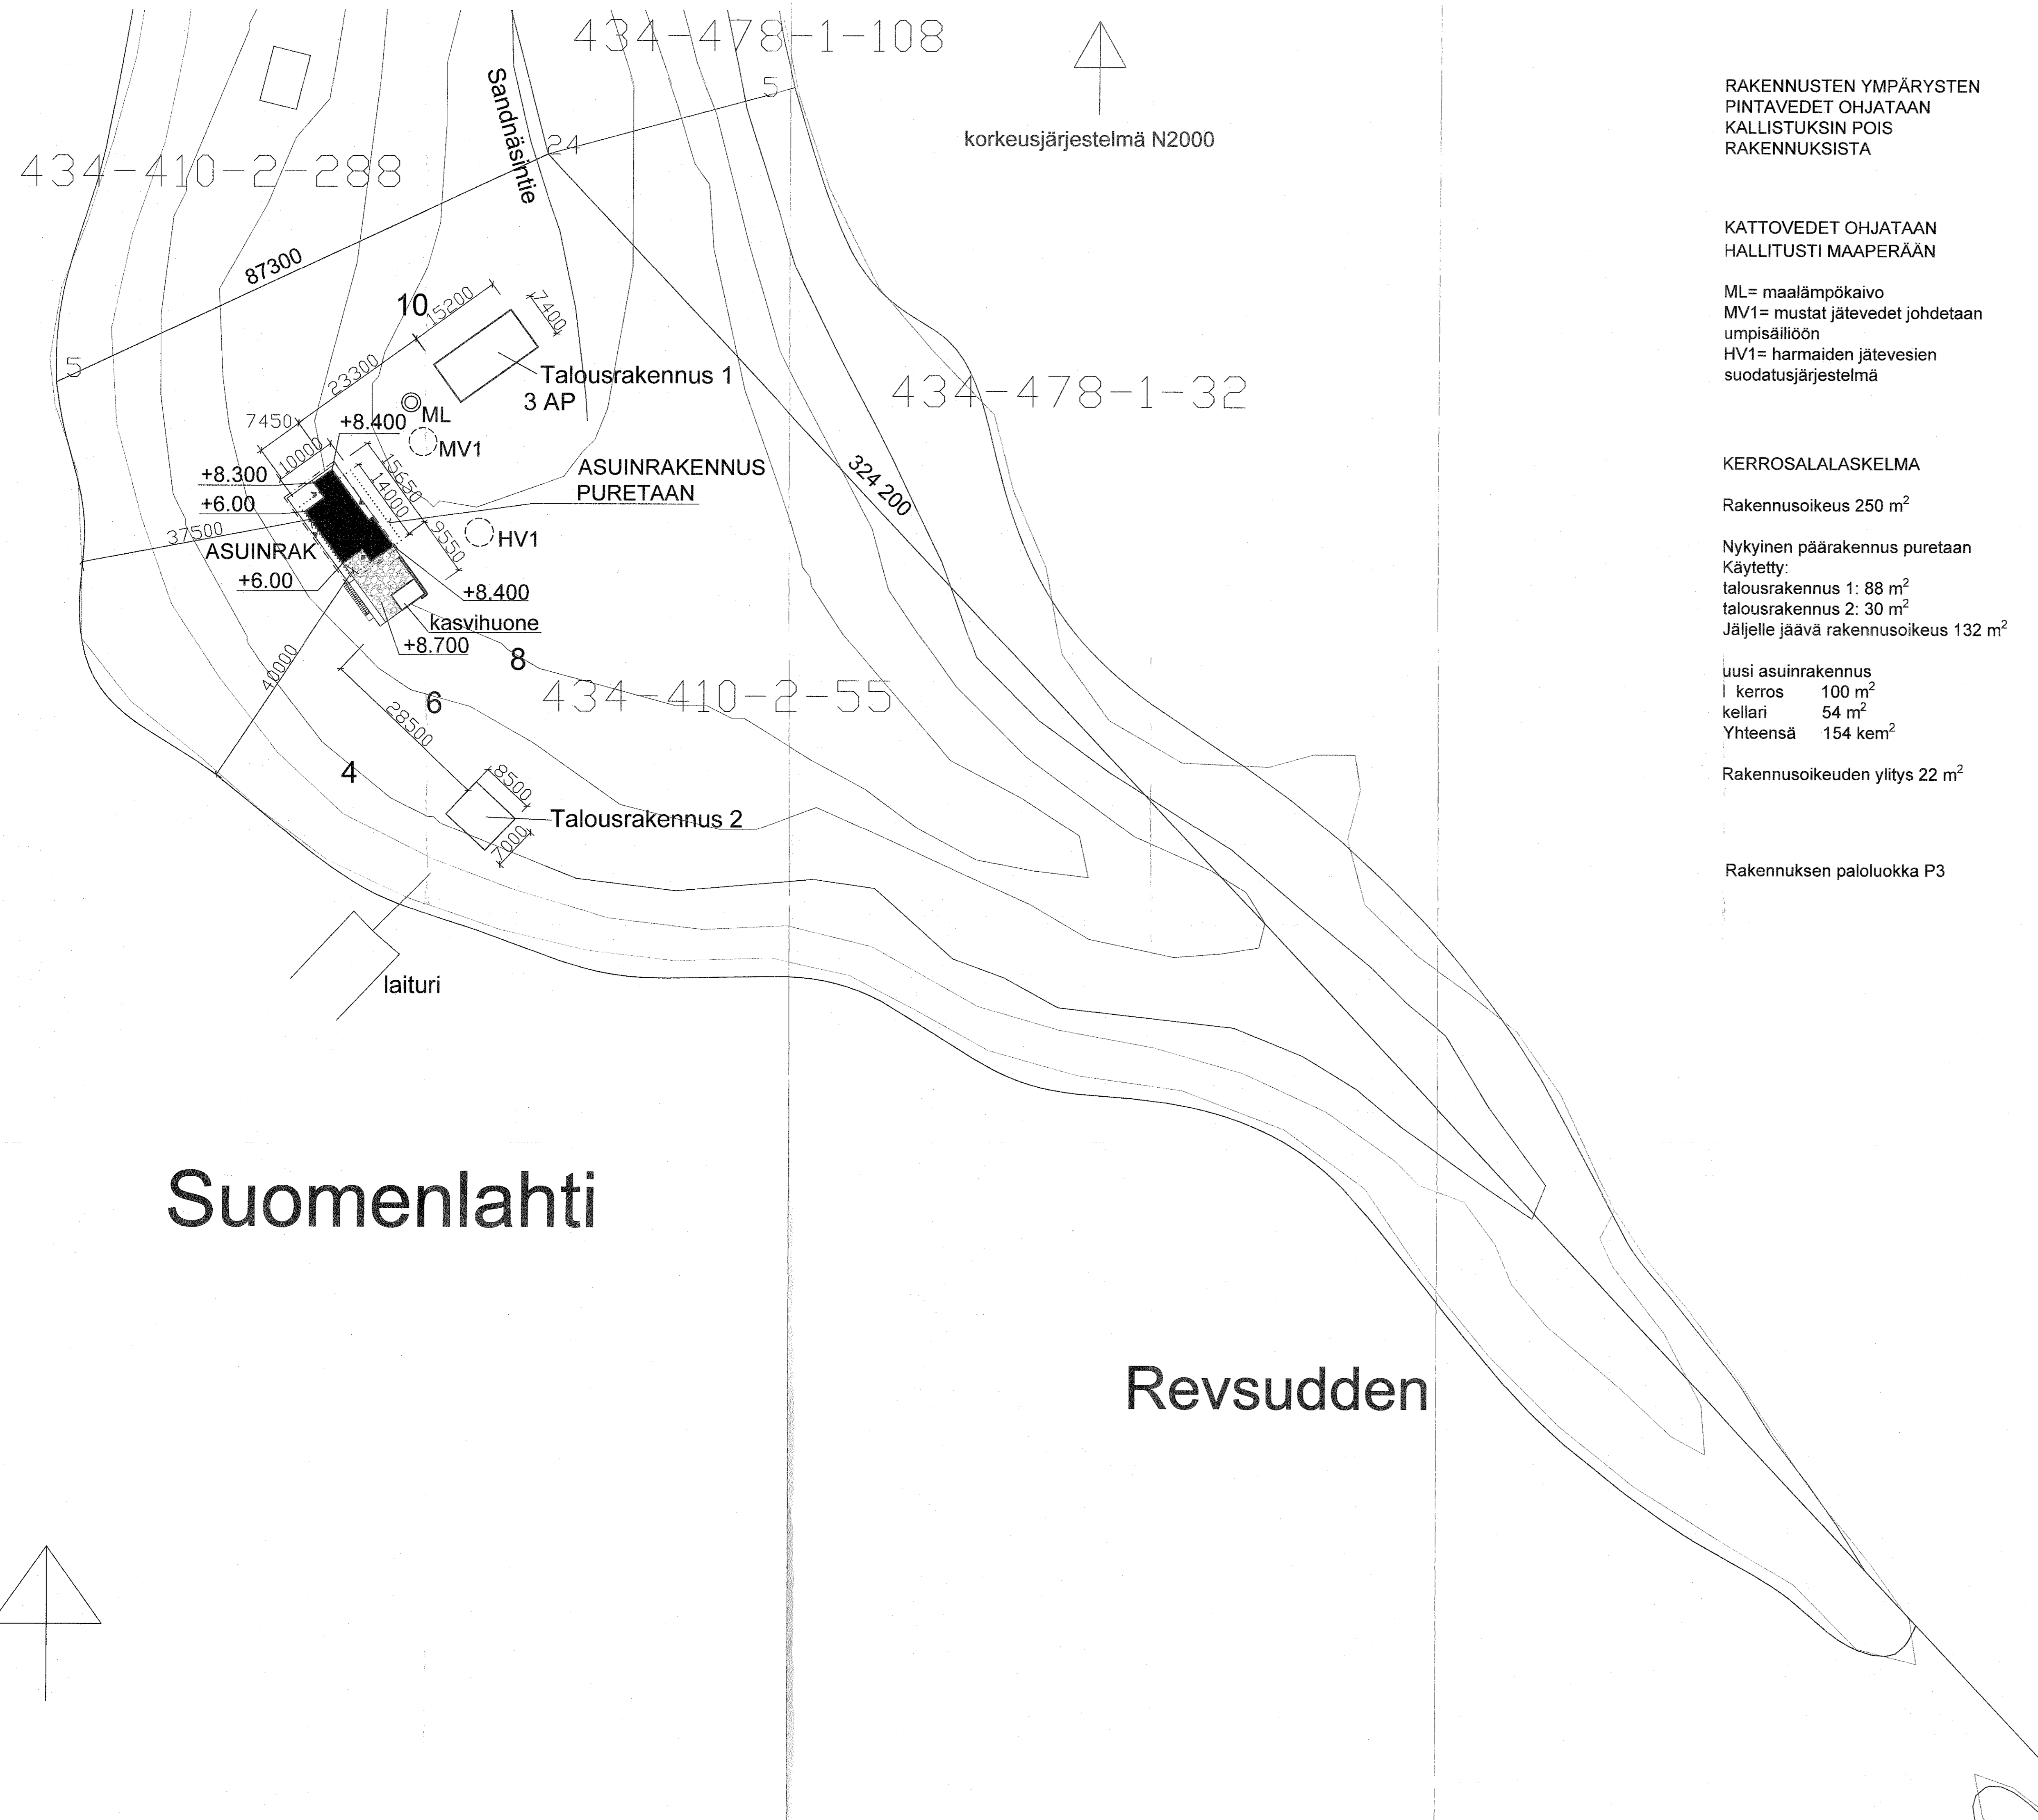 434-478-1-108
5
Sandnäsintie
24
korkeusjärjestelmä N2000
434-410-2-288
87300
10
15200
7400
5
Talousrakennus 1
3 AP
23300
ML
7450
+8.400
MV1
10000
+8.300
15650
14000
ASUINRAKENNUS
PURETAAN
+6.00
37500
9550
HV1
ASUINRAK
+6.00
+8.400
kasvihuone
+8.700
8
40000
6
28500
4
8500
Talousrakennus 2
7000
laituri
434-478-1-32
324 200
434-410-2-55
Suomenlahti
Revsudden
RAKENNUSTEN YMPÄRYSTEN
PINTAVEDET OHJATAAN
KALLISTUKSIN POIS
RAKENNUKSISTA
KATTOVEDET OHJATAAN
HALLITUSTI MAAPERÄÄN
ML= maalämpökaivo
MV1= mustat jätevedet johdetaan
umpisäiliöön
HV1= harmaiden jätevesien
suodatusjärjestelmä
KERROSALALASKELMA
Rakennusoikeus 250 m²
Nykyinen päärakennus puretaan
Käytetty:
talousrakennus 1: 88 m²
talousrakennus 2: 30 m²
Jäljelle jäävä rakennusoikeus 132 m²
uusi asuinrakennus
I kerros 100 m²
kellari 54 m²
Yhteensä 154 kem²
Rakennusoikeuden ylitys 22 m²
Rakennuksen paloluokka P3